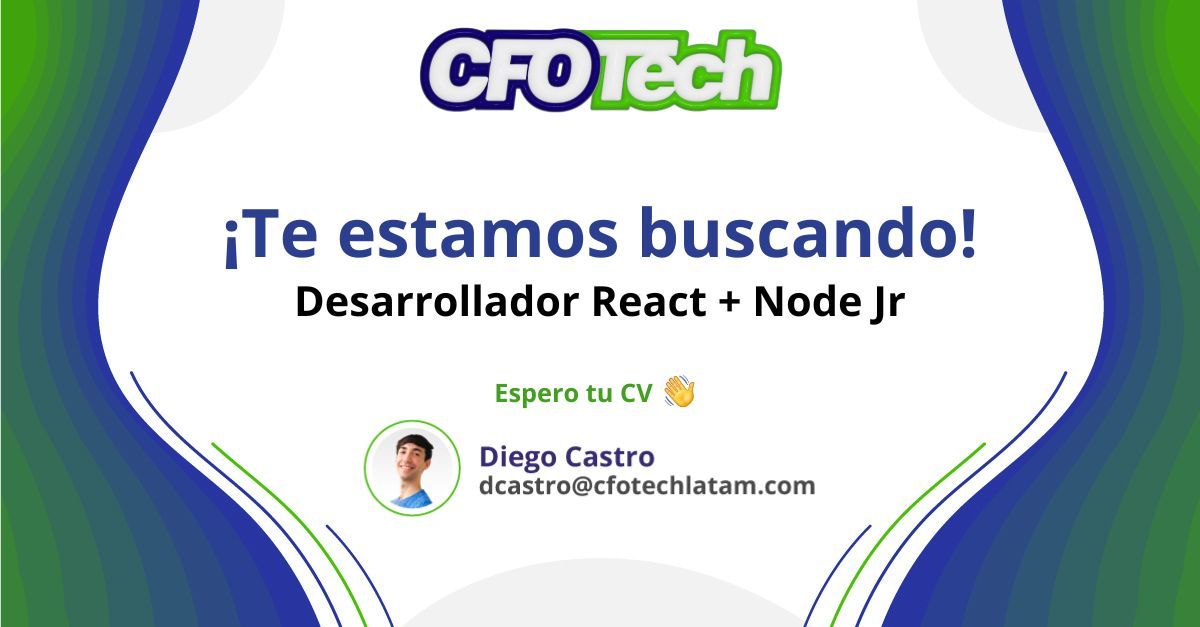 CFOTech
¡Te estamos buscando!
Desarrollador React + Node Jr
Espero tu CV 👋
Diego Castro
dcastro@cfotechlatam.com